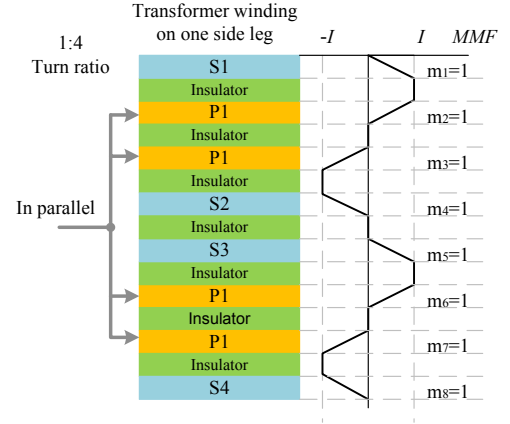 Transformer winding
on one side leg
-I I MMF
1:4
Turn ratio
S1
m1=1
Insulator
P1
m2=1
Insulator
P1
m3=1
Insulator
In parallel
S2
m4=1
Insulator
S3
m5=1
Insulator
P1
m6=1
Insulator
P1
m7=1
Insulator
S4
m8=1